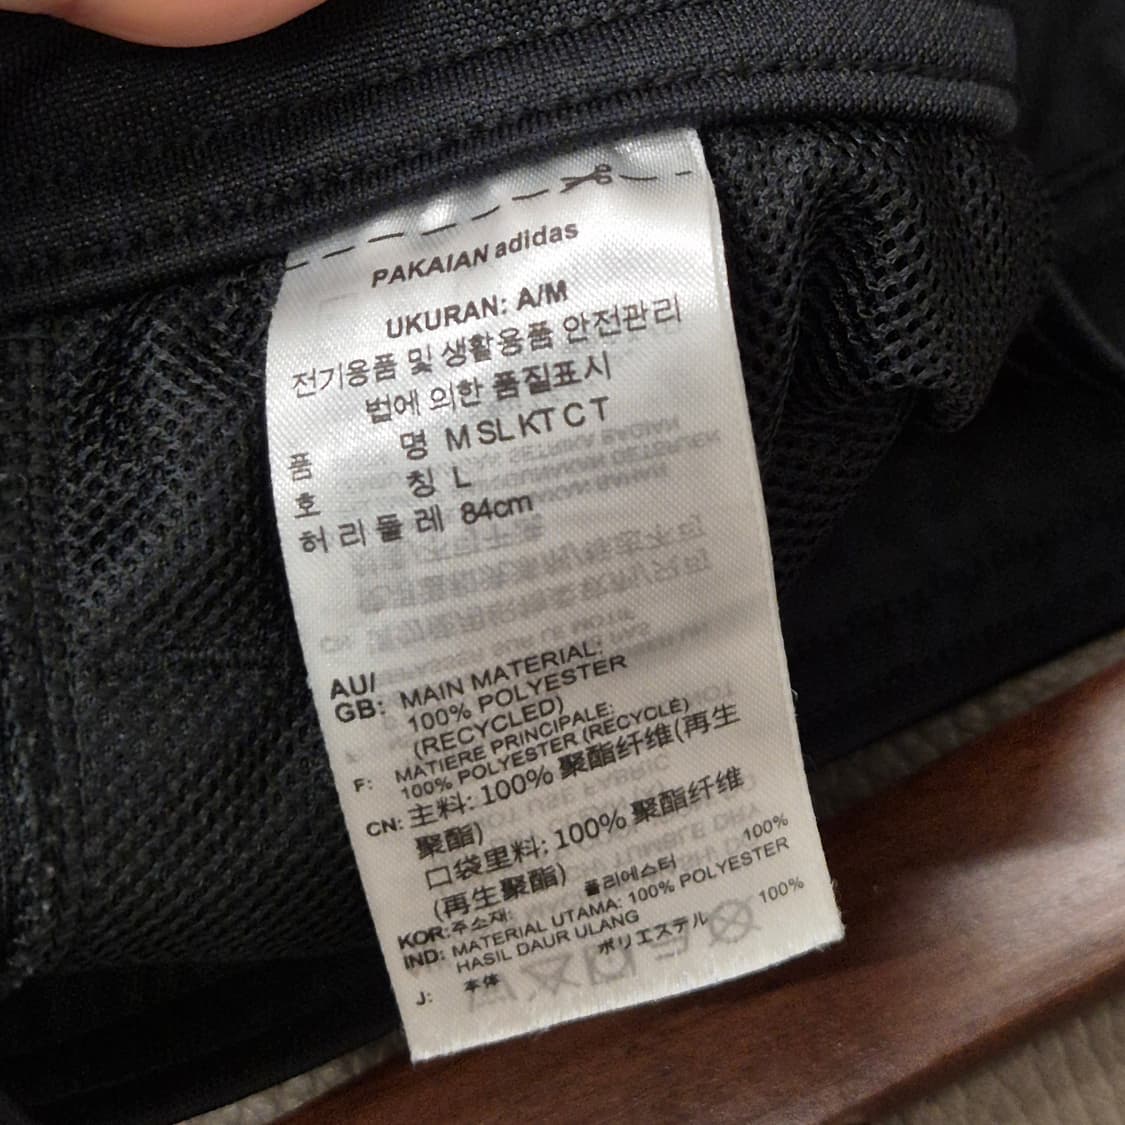 PAKAIAN adidas
UKURAN: A/M
전기용품 및 생활용품 안전관리
법에 의한 품질표시
품 명 M SL KT C T
호 칭 L
허 리 둘 레 84cm
AU/GB: MAIN MATERIAL:
100% POLYESTER
(RECYCLED)
F: MATIERE PRINCIPALE:
100% POLYESTER (RECYCLE)
CN: 主料: 100% 聚酯纤维(再生
聚酯)
口袋里料: 100% 聚酯纤维
(再生聚酯)
KOR: 주소재: 폴리에스터 100%
IND: MATERIAL UTAMA: 100% POLYESTER
HASIL DAUR ULANG
J: 本体 ポリエステル 100%